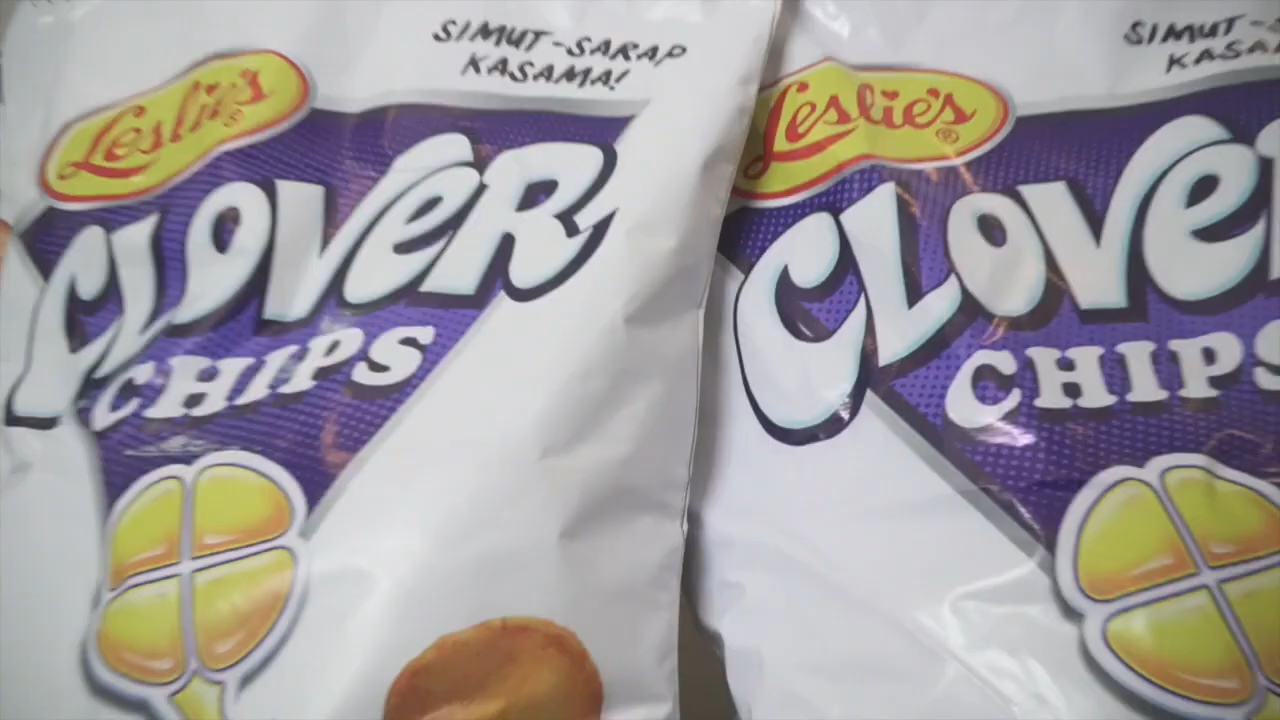 SIMUT-SARAP
KASAMA!
Leslie's®
CLOVER
CHIPS
SIMUT-S
KASA
Leslie's®
CLOVE
CHIPS